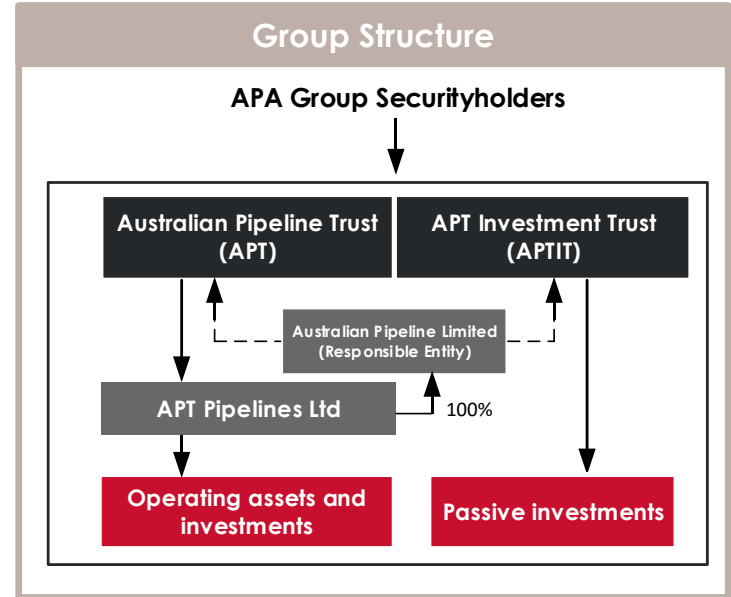 Group Structure
APA Group Securityholders
Australian Pipeline Trust
(APT)
APT Investment Trust
(APTIT)
Australian Pipeline Limited
(Responsible Entity)
APT Pipelines Ltd
100%
Operating assets and
investments
Passive investments